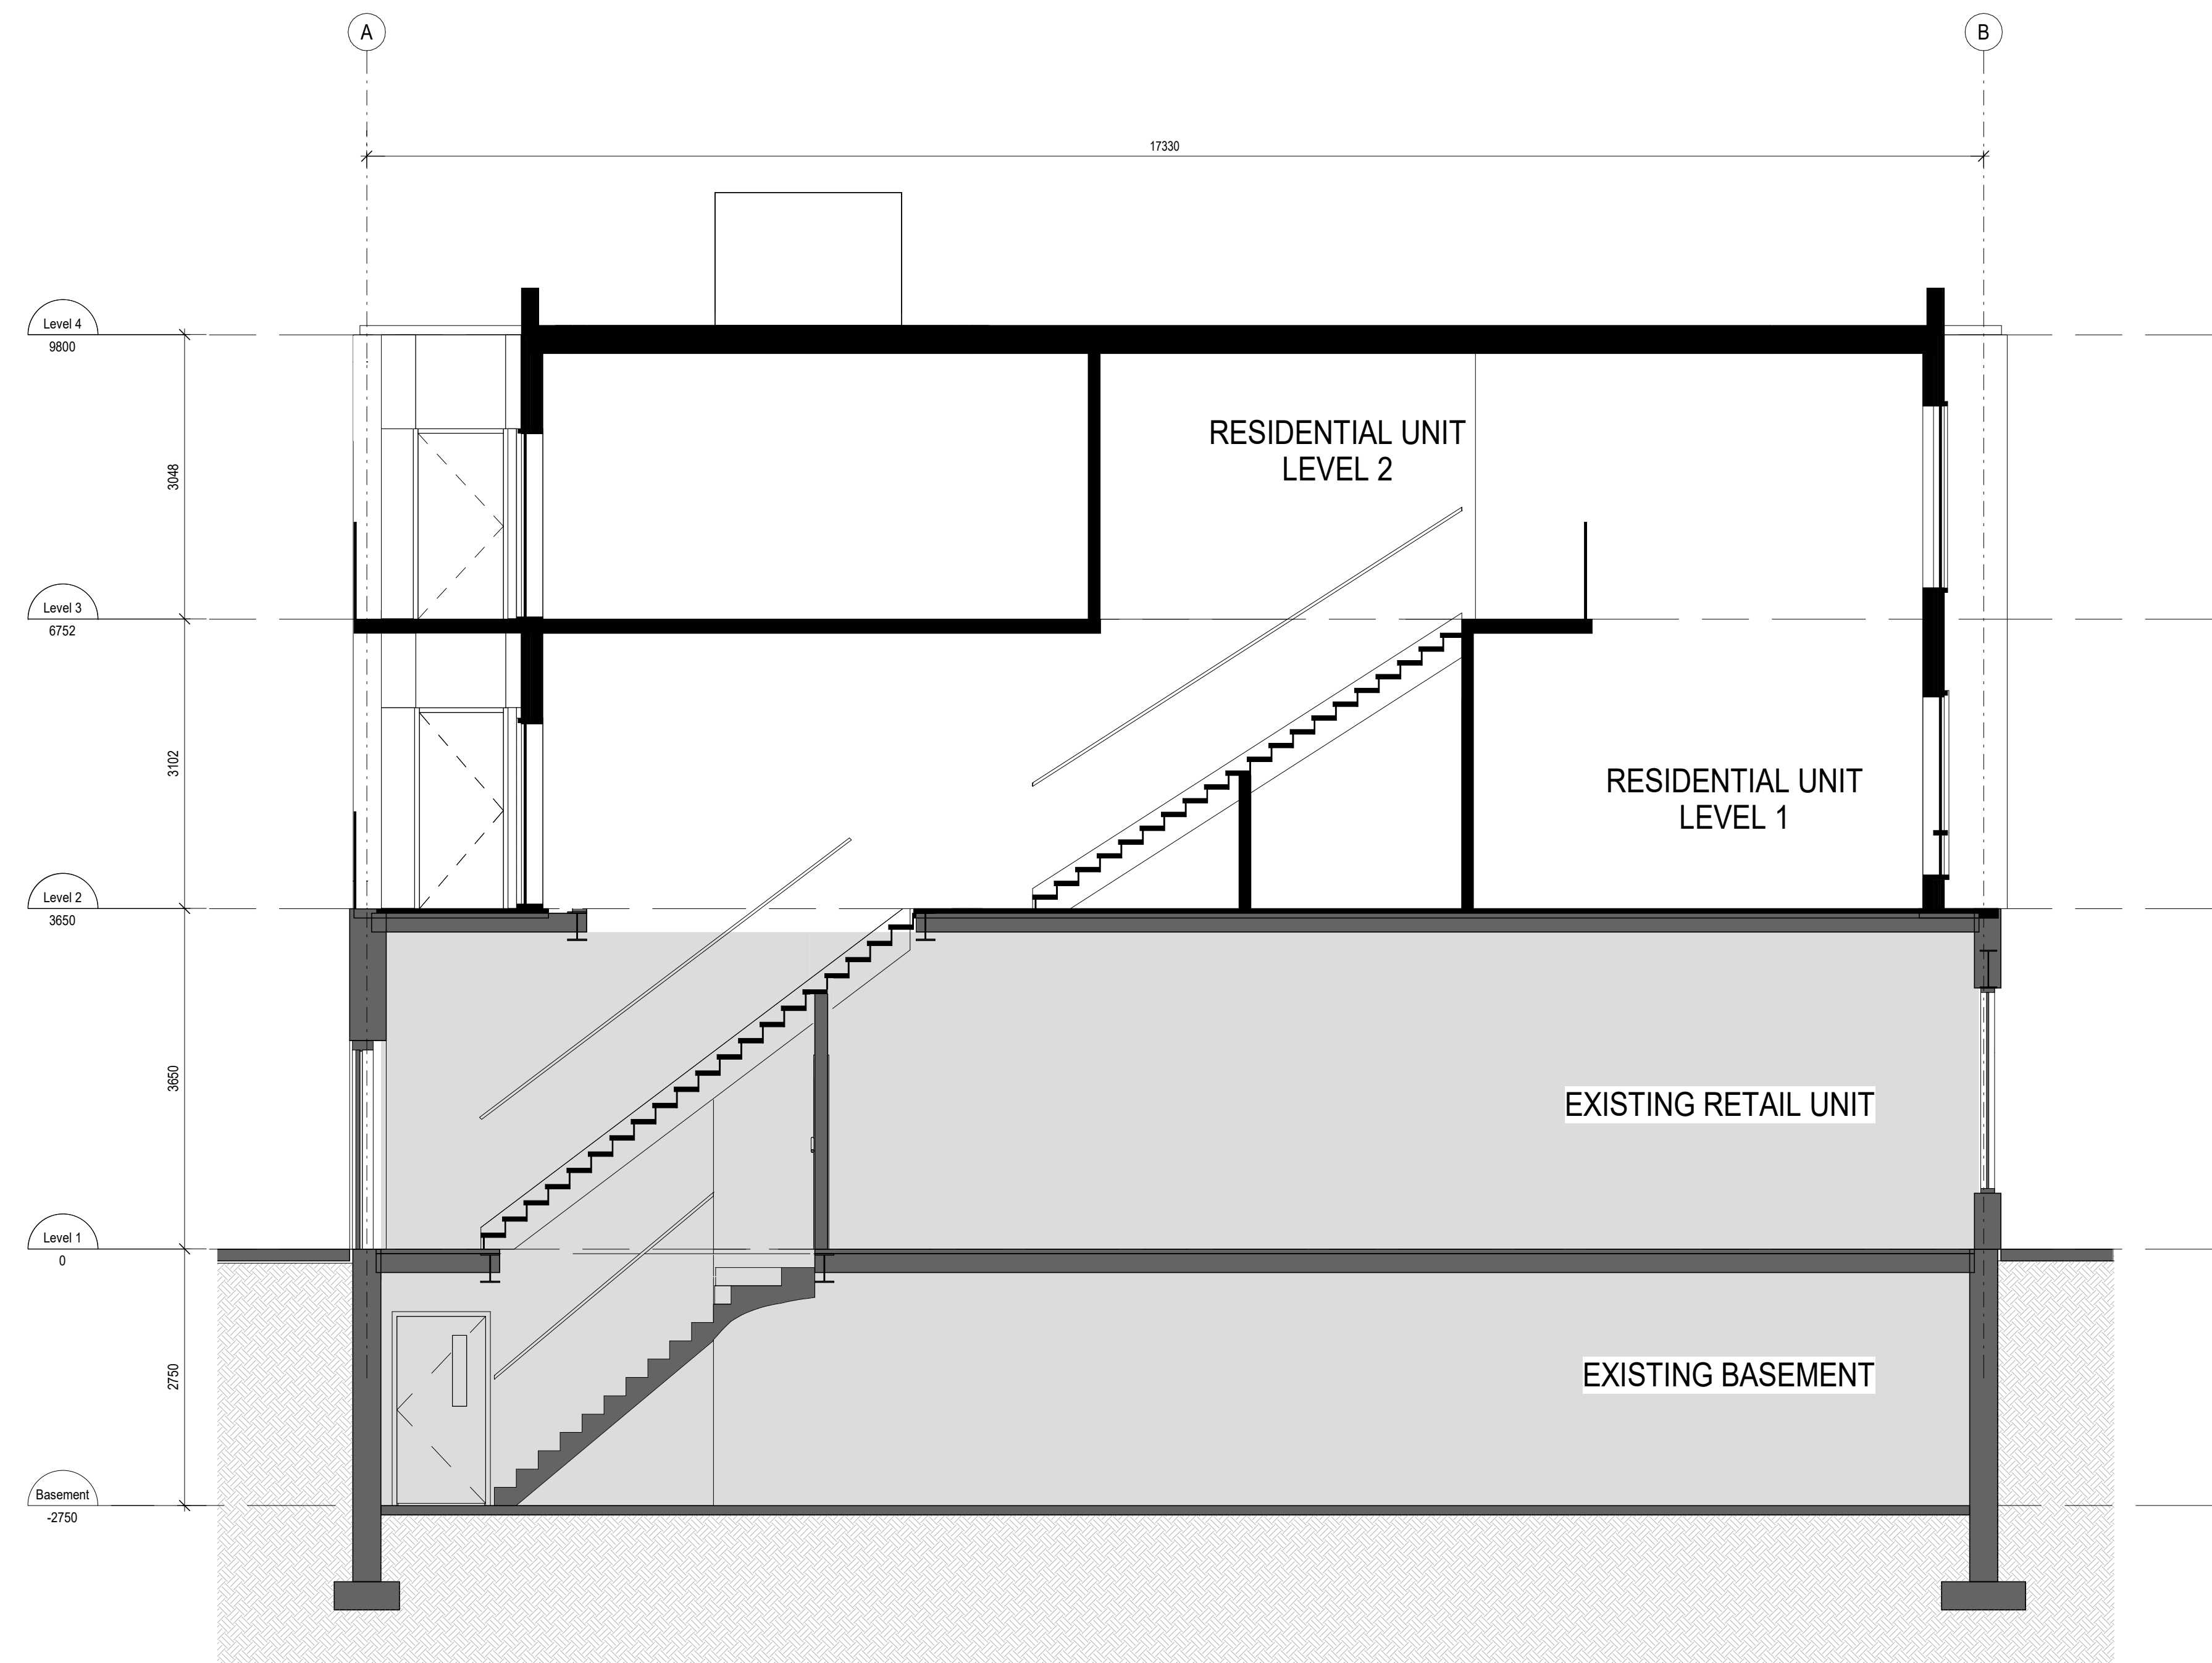 A
B
17330
Level 4
9800
3048
RESIDENTIAL UNIT
LEVEL 2
Level 3
6752
3102
RESIDENTIAL UNIT
LEVEL 1
Level 2
3650
3650
EXISTING RETAIL UNIT
Level 1
0
2750
EXISTING BASEMENT
Basement
-2750